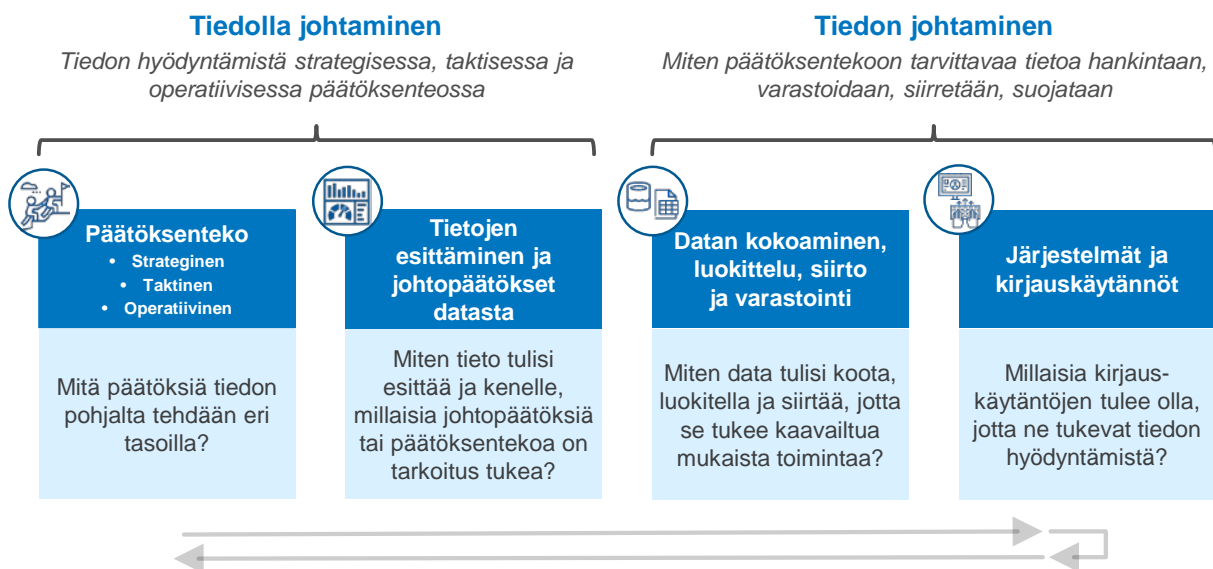 Tiedolla johtaminen
Tiedon hyödyntämistä strategisessa, taktisessa ja
operatiivisessa päätöksenteossa
Tiedon johtaminen
Miten päätöksentekoon tarvittavaa tietoa hankintaan,
varastoidaan, siirretään, suojataan
Päätöksenteko
• Strateginen
• Taktinen
• Operatiivinen
Mitä päätöksiä tiedon
pohjalta tehdään eri
tasoilla?
Tietojen
esittäminen ja
johtopäätökset
datasta
Miten tieto tulisi
esittää ja kenelle,
millaisia johtopäätöksiä
tai päätöksentekoa on
tarkoitus tukea?
Datan kokoaminen,
luokittelu, siirto
ja varastointi
Miten data tulisi koota,
luokitella ja siirtää, jotta
se tukee kaavailtua
mukaista toimintaa?
Järjestelmät ja
kirjauskäytännöt
Millaisia kirjaus-
käytäntöjen tulee olla,
jotta ne tukevat tiedon
hyödyntämistä?